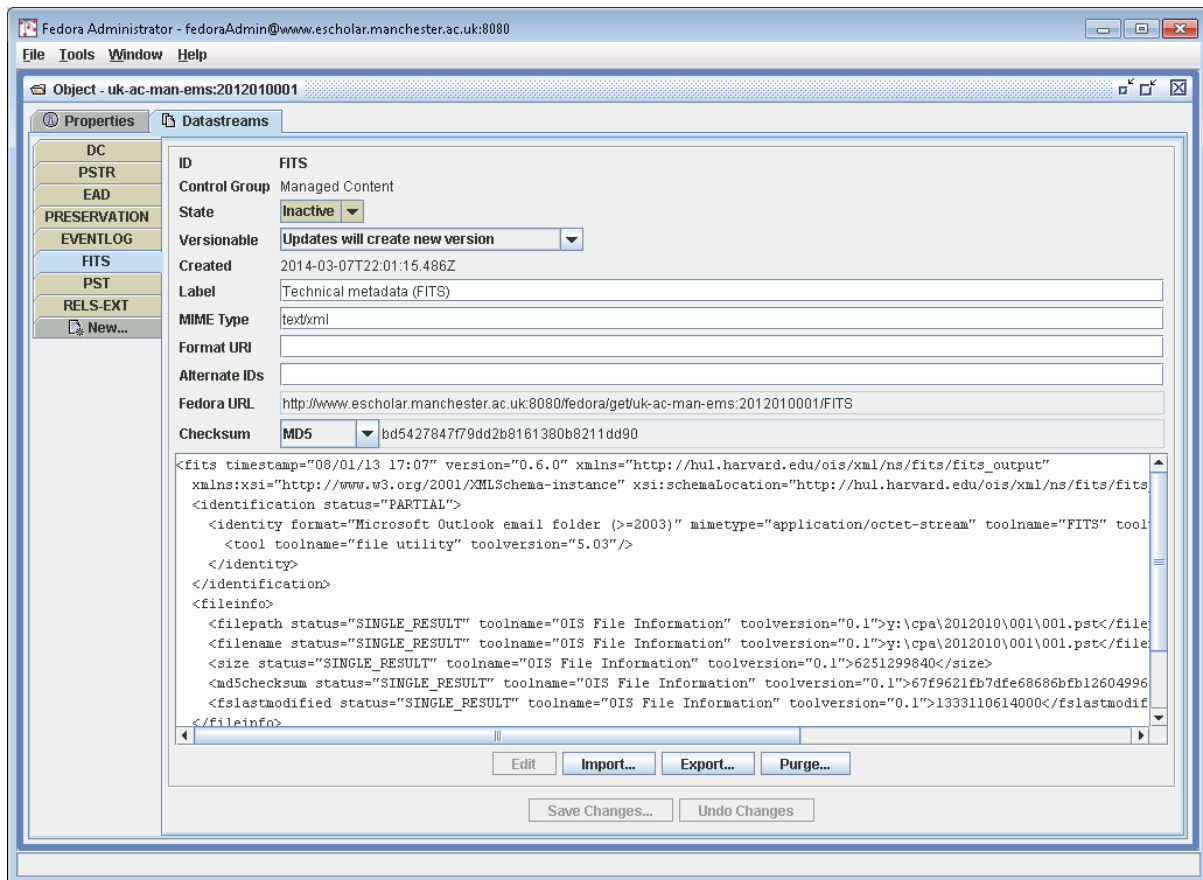 Fedora Administrator - fedoraAdmin@www.escholar.manchester.ac.uk:8080
File Tools Window Help
Object - uk-ac-man-ems:2012010001
Properties Datastreams
DC
PSTR
EAD
PRESERVATION
EVENTLOG
FITS
PST
RELS-EXT
New...
ID FITS
Control Group Managed Content
State Inactive
Versionable Updates will create new version
Created 2014-03-07T22:01:15.486Z
Label Technical metadata (FITS)
MIME Type text/xml
Format URI
Alternate IDs
Fedora URL http://www.escholar.manchester.ac.uk:8080/fedora/get/uk-ac-man-ems:2012010001/FITS
Checksum MD5 bd5427847f79dd2b8161380b8211dd90
<fits timestamp="08/01/13 17:07" version="0.6.0" xmlns="http://hul.harvard.edu/ois/xml/ns/fits/fits_output"
xmlns:xsi="http://www.w3.org/2001/XMLSchema-instance" xsi:schemaLocation="http://hul.harvard.edu/ois/xml/ns/fits/fits_
<identification status="PARTIAL">
<identity format="Microsoft Outlook email folder (>=2003)" mimetype="application/octet-stream" toolname="FITS" tool
<tool toolname="file utility" toolversion="5.03"/>
</identity>
</identification>
<fileinfo>
<filepath status="SINGLE_RESULT" toolname="OIS File Information" toolversion="0.1">y:\cpa\2012010\001\001.pst</file
<filename status="SINGLE_RESULT" toolname="OIS File Information" toolversion="0.1">y:\cpa\2012010\001\001.pst</file
<size status="SINGLE_RESULT" toolname="OIS File Information" toolversion="0.1">6251299840</size>
<md5checksum status="SINGLE_RESULT" toolname="OIS File Information" toolversion="0.1">67f9621fb7dfe68686bfb12604996
<fslastmodified status="SINGLE_RESULT" toolname="OIS File Information" toolversion="0.1">1333110614000</fslastmodif
</fileinfo>
Edit Import... Export... Purge...
Save Changes... Undo Changes